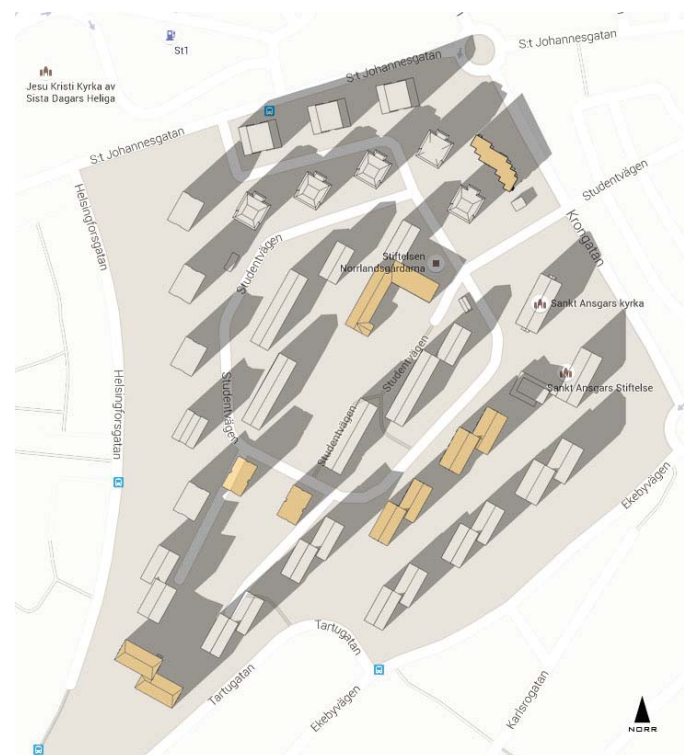 St1
Jesu Kristi Kyrka av
Sista Dagars Heliga
S:t Johannesgatan
S:t Johannesgatan
S:t Johannesgatan
Helsingforsgatan
Studentvägen
Krongatan
Studentvägen
Stiftelsen
Norrlandsgårdarna
Sankt Ansgars kyrka
Studentvägen
Helsingforsgatan
Studentvägen
Studentvägen
Sankt Ansgars Stiftelse
Ekebyvägen
Tartugatan
Tartugatan
Ekebyvägen
Karlsrogatan
NORR